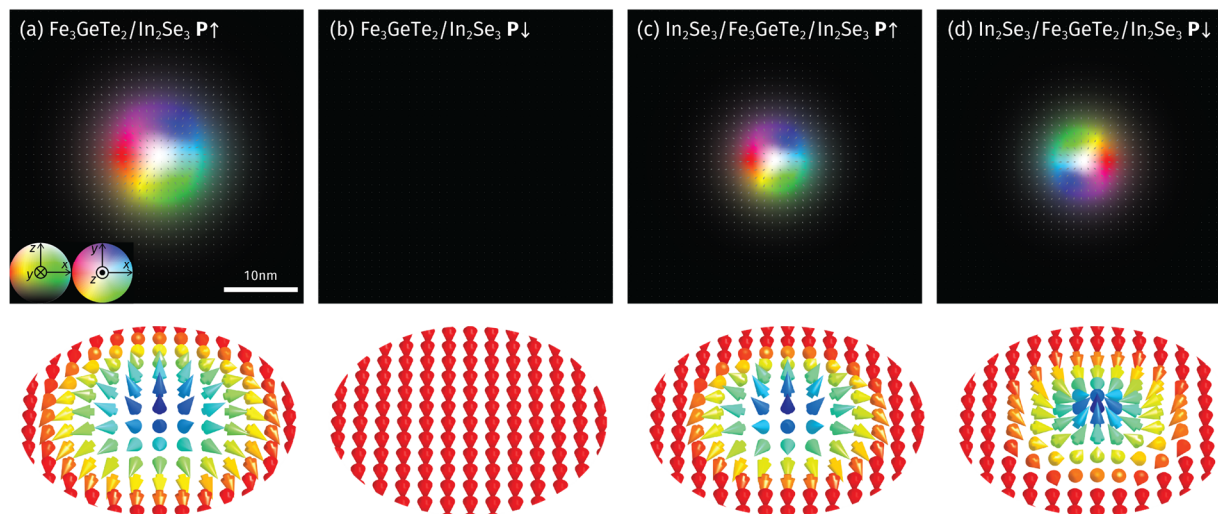 (a) Fe₃GeTe₂/In₂Se₃ P↑
(b) Fe₃GeTe₂/In₂Se₃ P↓
(c) In₂Se₃/Fe₃GeTe₂/In₂Se₃ P↑
(d) In₂Se₃/Fe₃GeTe₂/In₂Se₃ P↓
z y
y x x
z
10nm